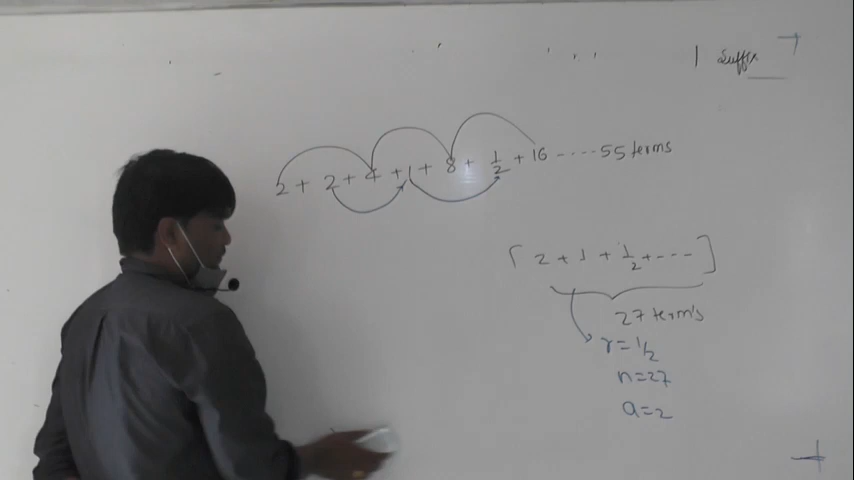 | Suffix
2 + 2 + 4 + 1 + 8 + 1/2 + 16 ----- 55 terms
[ 2 + 1 + 1/2 + --- ]
27 term's
r=1/2
n=27
a=2